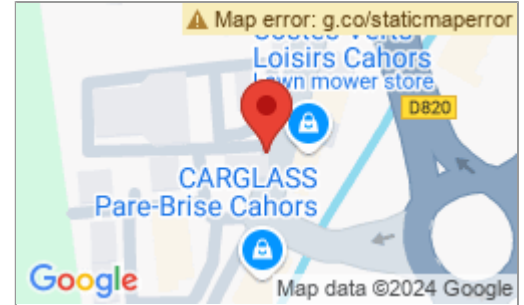 Map error: g.co/staticmaperror
Loisirs Cahors
Lawn mower store
D820
CARGLASS
Pare-Brise Cahors
Google
Map data ©2024 Google